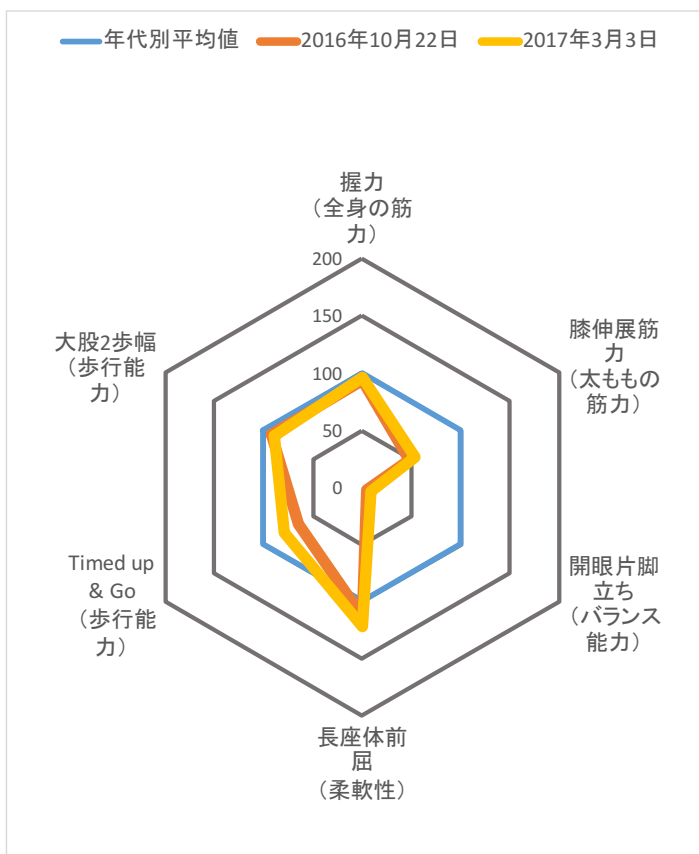 年代別平均値 2016年10月22日 2017年3月3日
握力
（全身の筋
力）
200
150
100
50
0
膝伸展筋
力
（太ももの
筋力）
開眼片脚
立ち
（バランス
能力）
長座体前
屈
（柔軟性）
Timed up
& Go
（歩行能
力）
大股2歩幅
（歩行能
力）